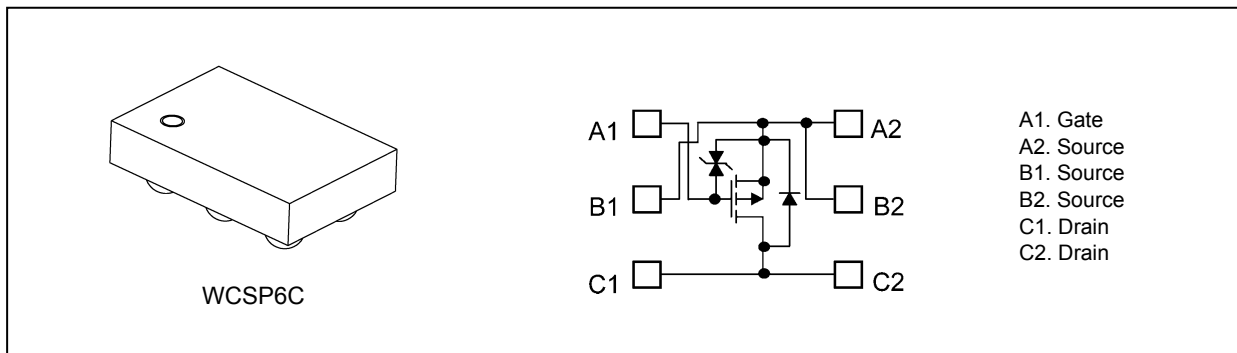 WCSP6C
A1
A2
B1
B2
C1
C2
A1. Gate
A2. Source
B1. Source
B2. Source
C1. Drain
C2. Drain